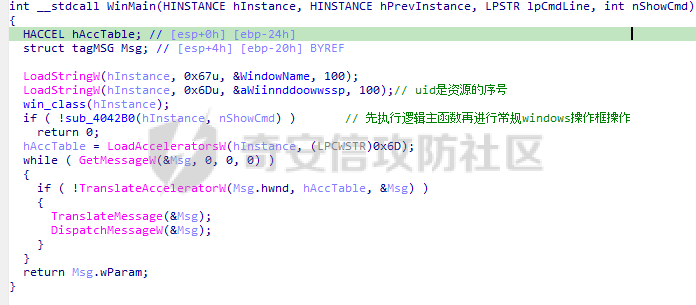 int __stdcall WinMain(HINSTANCE hInstance, HINSTANCE hPrevInstance, LPSTR lpCmdLine, int nShowCmd)
{
  HACCEL hAccTable; // [esp+0h] [ebp-24h]
  struct tagMSG Msg; // [esp+4h] [ebp-20h] BYREF

  LoadStringW(hInstance, 0x67u, &WindowName, 100);
  LoadStringW(hInstance, 0x6Du, &aWiinnddoowwssp, 100);// uid是资源的序号
  win_class(hInstance);
  if ( !sub_4042B0(hInstance, nShowCmd) )        // 先执行逻辑主函数再进行常规windows操作框操作
    return 0;
  hAccTable = LoadAcceleratorsW(hInstance, (LPCWSTR)0x6D);
  while ( GetMessageW(&Msg, 0, 0, 0) )
  {
    if ( !TranslateAcceleratorW(Msg.hwnd, hAccTable, &Msg) )
    {
      TranslateMessage(&Msg);
      DispatchMessageW(&Msg);
    }
  }
  return Msg.wParam;
}
奇安信攻防社区